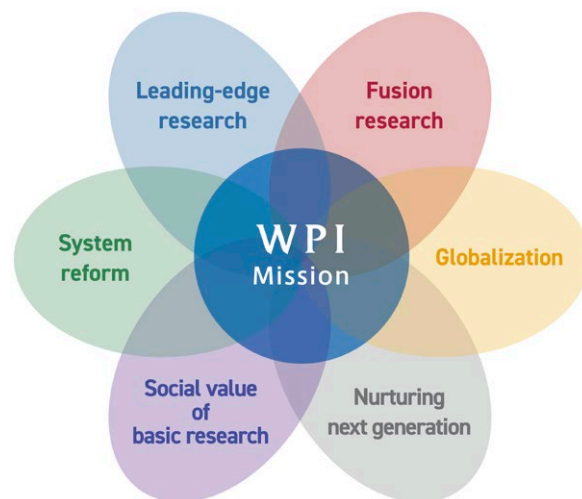 Leading-edge
research
Fusion
research
System
reform
WPI
Mission
Globalization
Social value
of
basic research
Nurturing
next generation